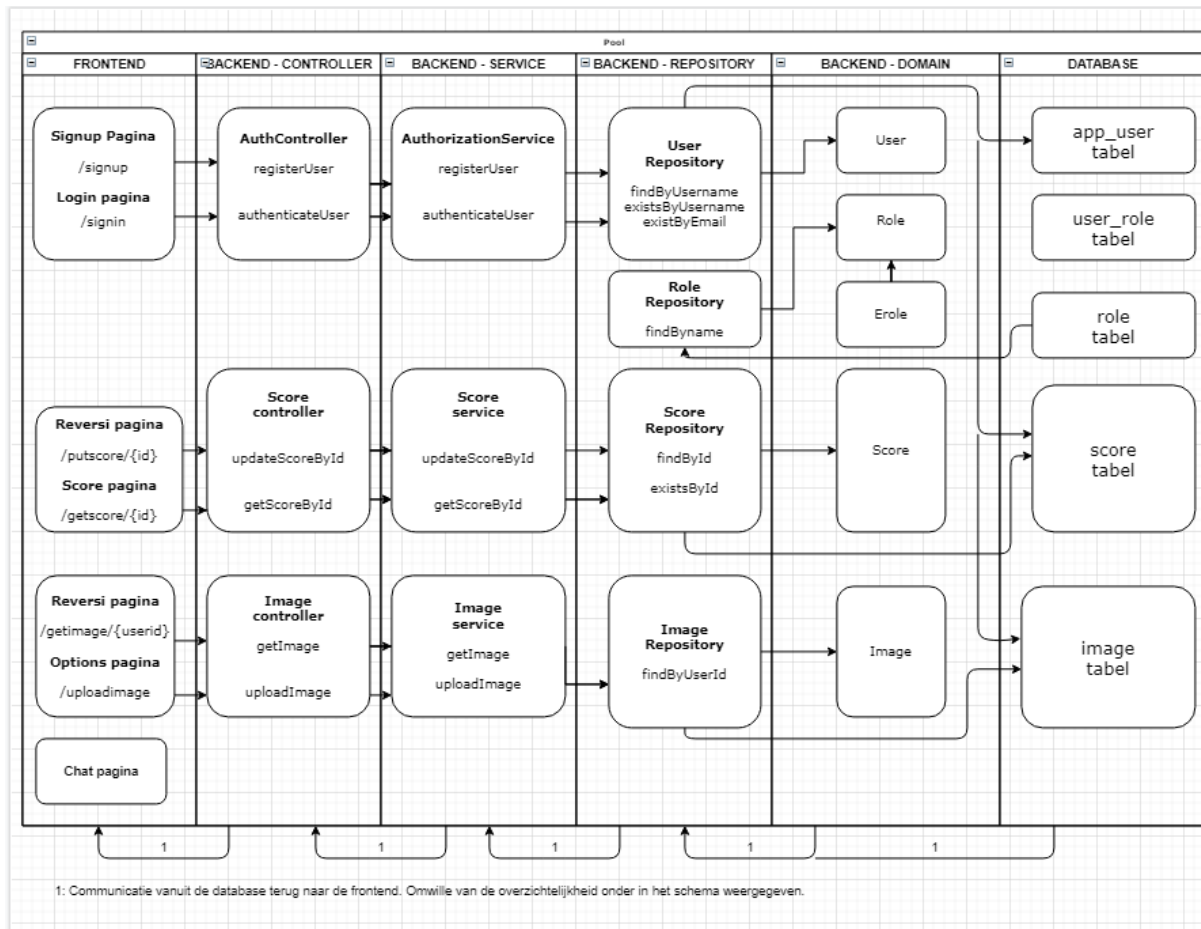 Pool
FRONTEND
BACKEND - CONTROLLER
BACKEND - SERVICE
BACKEND - REPOSITORY
BACKEND - DOMAIN
DATABASE
Signup Pagina
/signup
Login pagina
/signin
AuthController
registerUser
authenticateUser
AuthorizationService
registerUser
authenticateUser
User
Repository
findByUsername
existsByUsername
existByEmail
User
Role
Erole
app_user
tabel
user_role
tabel
role
tabel
Role
Repository
findByname
Reversi pagina
/putscore/{id}
Score pagina
/getscore/{id}
Score
controller
updateScoreById
getScoreById
Score
service
updateScoreById
getScoreById
Score
Repository
findById
existsById
Score
score
tabel
Reversi pagina
/getimage/{userid}
Options pagina
/uploadimage
Image
controller
getImage
uploadImage
Image
service
getImage
uploadImage
Image
Repository
findByUserId
Image
image
tabel
Chat pagina
1
1
1
1
1
1: Communicatie vanuit de database terug naar de frontend. Omwille van de overzichtelijkheid onder in het schema weergegeven.